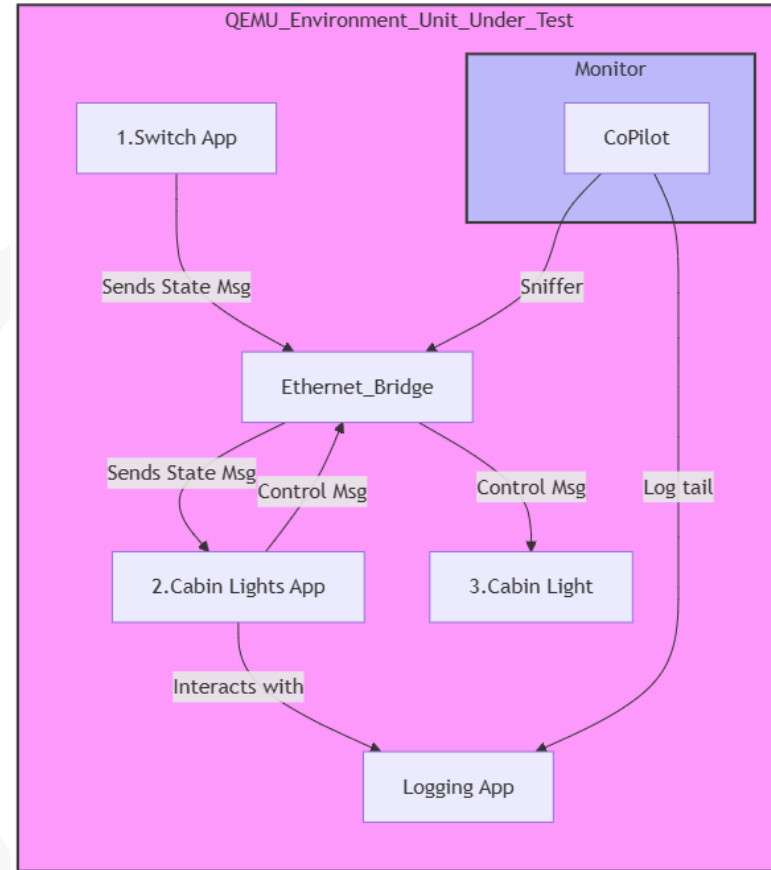 QEMU_Environment_Unit_Under_Test
Monitor
1.Switch App
CoPilot
Sends State Msg
Sniffer
Ethernet_Bridge
Sends State Msg
Control Msg
Control Msg
Log tail
2.Cabin Lights App
3.Cabin Light
Interacts with
Logging App